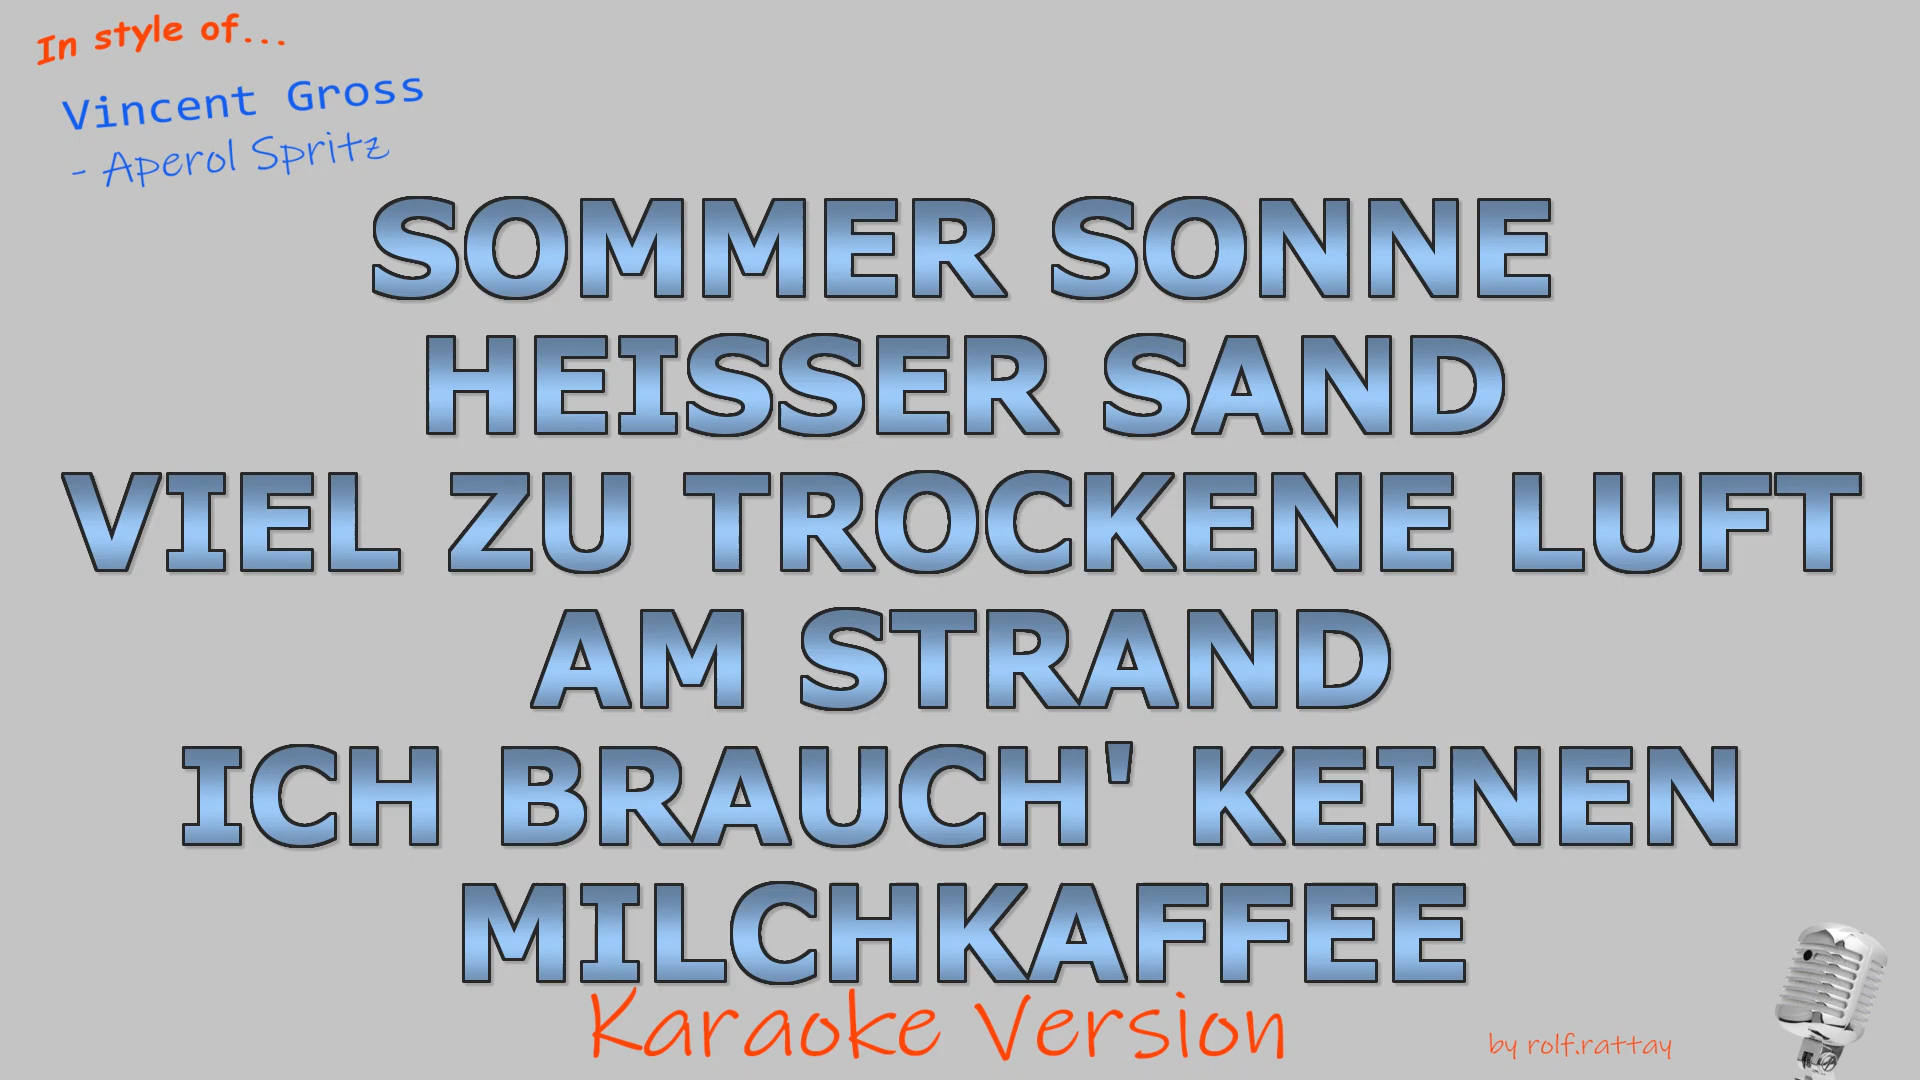 In style of...
Vincent Gross
- Aperol Spritz
SOMMER SONNE
HEISSER SAND
VIEL ZU TROCKENE LUFT
AM STRAND
ICH BRAUCH' KEINEN
MILCHKAFFEE
Karaoke Version
by rolf.rattay